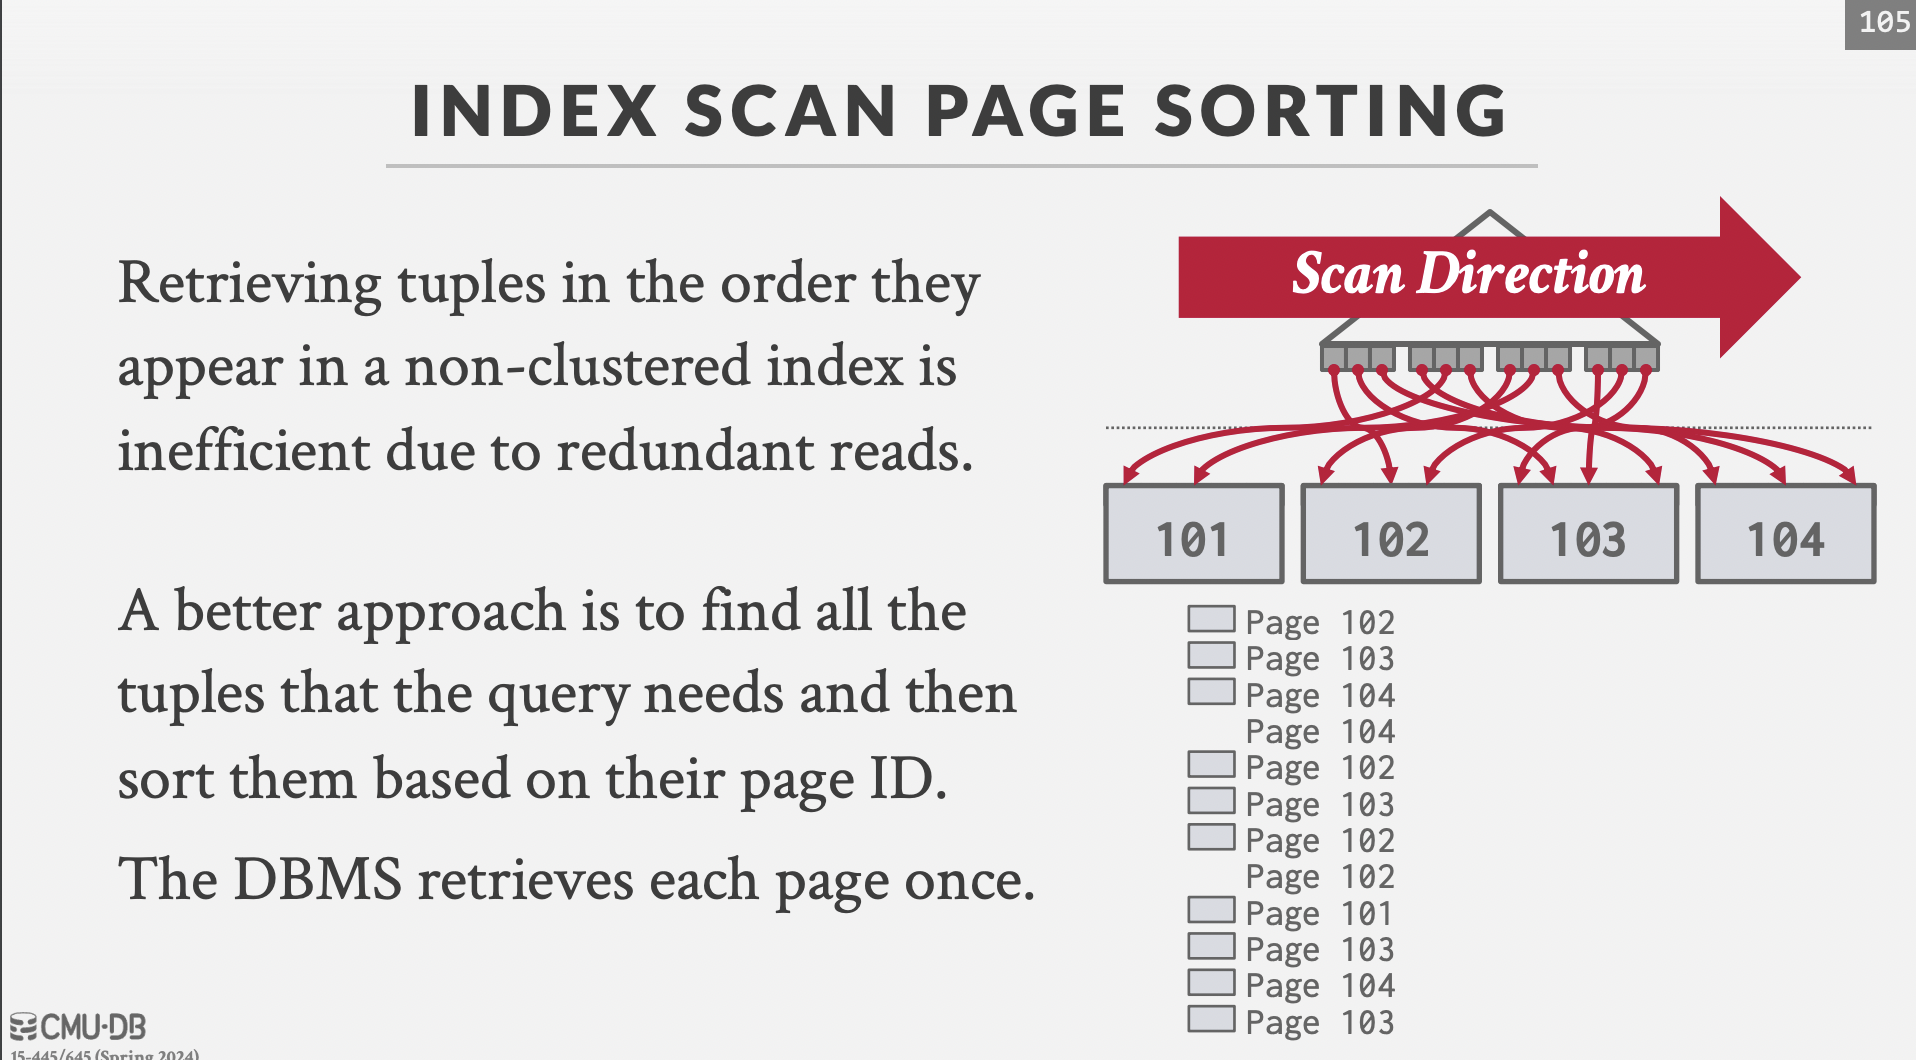 105
INDEX SCAN PAGE SORTING
Retrieving tuples in the order they
appear in a non-clustered index is
inefficient due to redundant reads.
A better approach is to find all the
tuples that the query needs and then
sort them based on their page ID.
The DBMS retrieves each page once.
Scan Direction
101 102 103 104
Page 102
Page 103
Page 104
Page 104
Page 102
Page 103
Page 102
Page 102
Page 101
Page 103
Page 104
Page 103
CMU·DB
15-445/645 (Spring 2024)